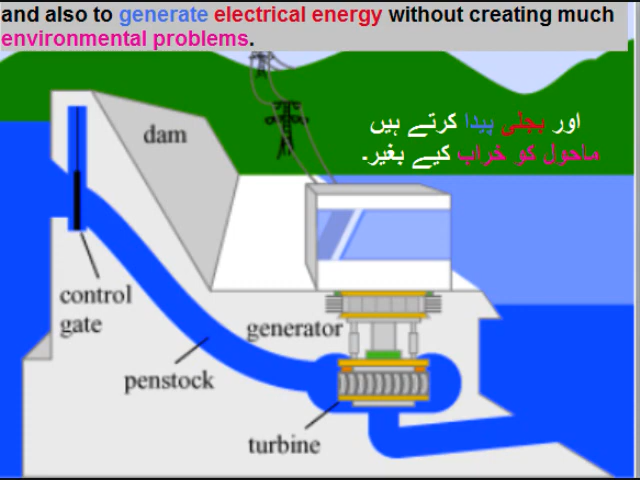 and also to generate electrical energy without creating much
environmental problems.
اور بجلی پیدا کرتے ہیں
ماحول کو خراب کیے بغیر۔
dam
control
gate
generator
penstock
turbine